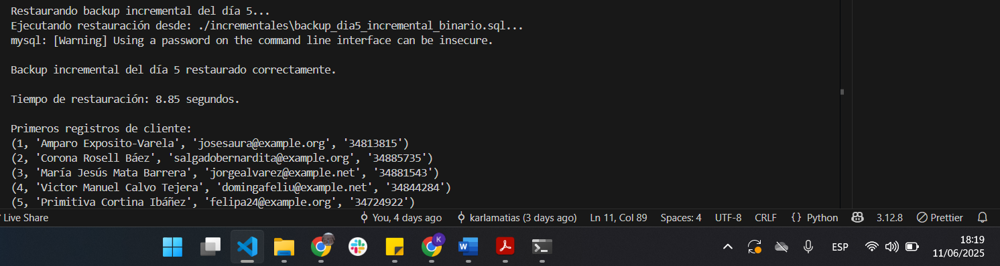 Restaurando backup incremental del día 5...
Ejecutando restauración desde: ./incrementales\backup_dia5_incremental_binario.sql...
mysql: [Warning] Using a password on the command line interface can be insecure.
Backup incremental del día 5 restaurado correctamente.
Tiempo de restauración: 8.85 segundos.
Primeros registros de cliente:
(1, 'Amparo Exposito-Varela', 'josesaura@example.org', '34813815')
(2, 'Corona Rosell Báez', 'salgadobernardita@example.org', '34885735')
(3, 'María Jesús Mata Barrera', 'jorgealvarez@example.net', '34881543')
(4, 'Victor Manuel Calvo Tejera', 'domingafeliu@example.net', '34844284')
(5, 'Primitiva Cortina Ibáñez', 'felipa24@example.org', '34724922')
Live Share You, 4 days ago karlamatias (3 days ago) Ln 11, Col 89 Spaces: 4 UTF-8 CRLF {} Python 3.12.8 Prettier
K
W
ESP
18:19
11/06/2025